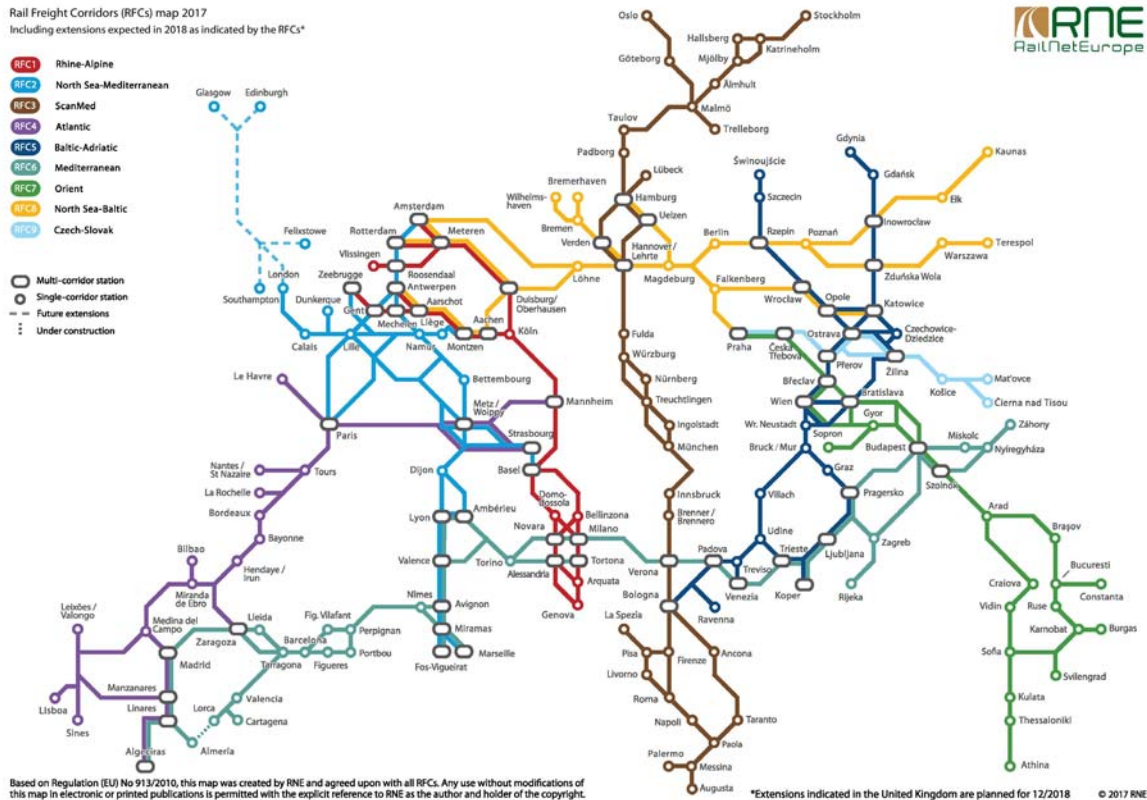 Rail Freight Corridors (RFCs) map 2017
Including extensions expected in 2018 as indicated by the RFCs*
RNE
RailNetEurope
RFC1 Rhine-Alpine
RFC2 North Sea-Mediterranean
RFC3 ScanMed
RFC4 Atlantic
RFC5 Baltic-Adriatic
RFC6 Mediterranean
RFC7 Orient
RFC8 North Sea-Baltic
RFC9 Czech-Slovak
Multi-corridor station
Single-corridor station
Future extensions
Under construction
Oslo
Stockholm
Hallsberg
Katrineholm
Göteborg
Mjölby
Älmhult
Malmö
Trelleborg
Taulov
Padborg
Lübeck
Glasgow
Edinburgh
Felixstowe
London
Southampton
Gdynia
Gdańsk
Świnoujście
Szczecin
Kaunas
Ełk
Bremerhaven
Wilhelms-
haven
Bremen
Hamburg
Uelzen
Verden
Hannover/
Lehrte
Magdeburg
Berlin
Rzepin
Poznań
Inowrocław
Terespol
Warszawa
Zduńska Wola
Amsterdam
Rotterdam
Meteren
Vlissingen
Roosendaal
Zeebrugge
Antwerpen
Dunkerque
Gent
Aarschot
Mechelen
Liège
Aachen
Montzen
Duisburg/
Oberhausen
Löhne
Köln
Calais
Lille
Namur
Falkenberg
Wrocław
Opole
Katowice
Praha
Česká
Třebová
Ostrava
Czechowice-
Dziedzice
Přerov
Žilina
Košice
Mat'ovce
Čierna nad Tisou
Fulda
Würzburg
Nürnberg
Treuchtlingen
Ingolstadt
München
Innsbruck
Brenner/
Brennero
Le Havre
Bettembourg
Metz /
Woippy
Mannheim
Paris
Strasbourg
Basel
Břeclav
Wien
Bratislava
Wr. Neustadt
Sopron
Gyor
Bruck / Mur
Budapest
Miskolc
Záhony
Nyíregyháza
Szolnok
Graz
Villach
Pragersko
Nantes /
St Nazaire
Tours
La Rochelle
Bordeaux
Bayonne
Dijon
Lyon
Ambérieu
Domo-
dossola
Bellinzona
Novara
Milano
Valence
Torino
Alessandria
Tortona
Arquata
Genova
Verona
Bologna
Padova
Udine
Treviso
Venezia
Trieste
Koper
Ljubljana
Zagreb
Rijeka
Ravenna
Arad
Braşov
Bucuresti
Constanta
Craiova
Vidin
Ruse
Karnobat
Burgas
Sofia
Svilengrad
Kulata
Thessaloniki
Athina
Bilbao
Hendaye /
Irun
Miranda
de Ebro
Leixões /
Valongo
Medina del
Campo
Zaragoza
Lleida
Fig. Vilafant
Nîmes
Avignon
Perpignan
Barcelona
Tarragona
Figueres
Portbou
Miramas
Fos-Vigueirat
Marseille
Madrid
Manzanares
Linares
Lisboa
Sines
Valencia
Lorca
Cartagena
Almería
Algeciras
La Spezia
Pisa
Livorno
Firenze
Ancona
Roma
Napoli
Taranto
Paola
Palermo
Messina
Augusta
Based on Regulation (EU) No 913/2010, this map was created by RNE and agreed upon with all RFCs. Any use without modifications of
this map in electronic or printed publications is permitted with the explicit reference to RNE as the author and holder of the copyright.
*Extensions indicated in the United Kingdom are planned for 12/2018
© 2017 RNE